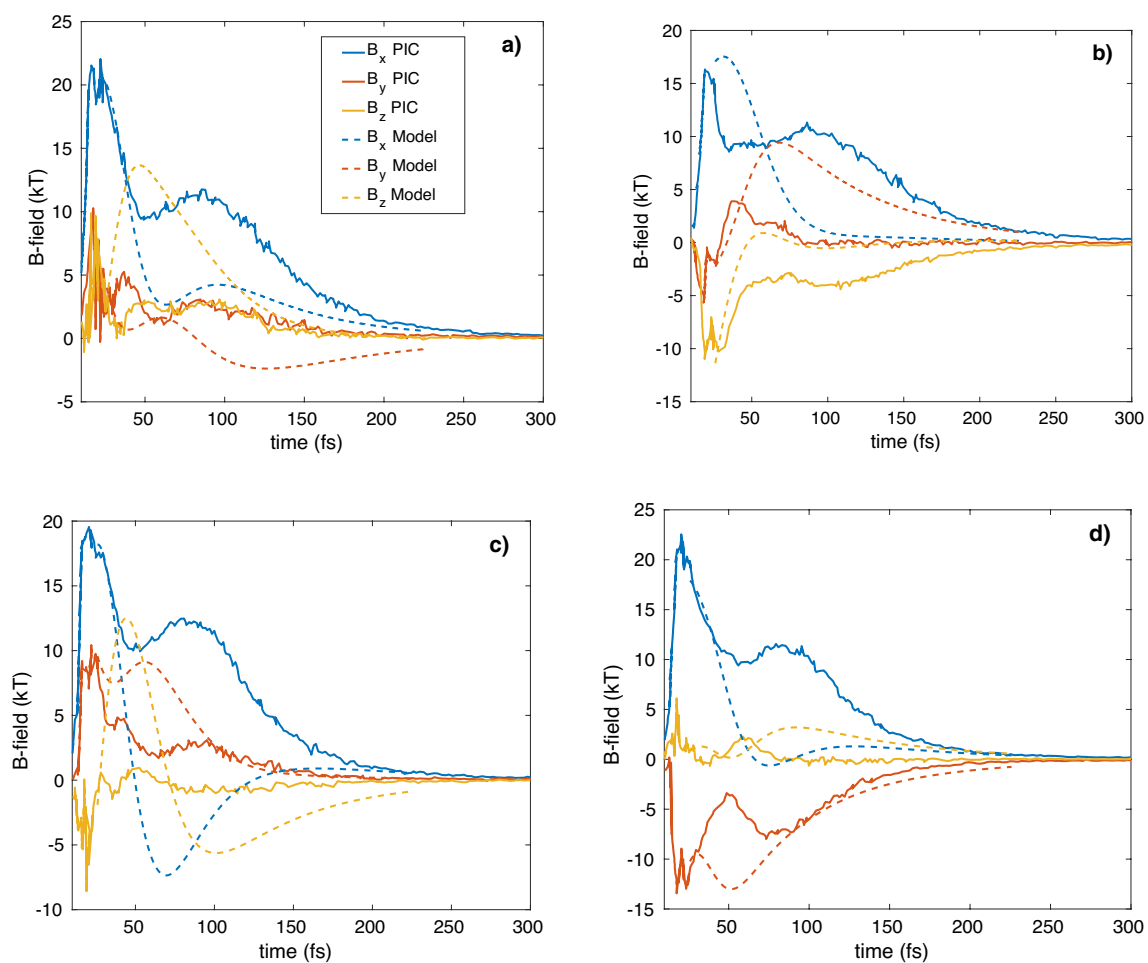 a)
25
20
15
10
5
0
-5
B-field (kT)
B_x PIC
B_y PIC
B_z PIC
B_x Model
B_y Model
B_z Model
50 100 150 200 250 300
time (fs)
b)
20
15
10
5
0
-5
-10
-15
B-field (kT)
50 100 150 200 250 300
time (fs)
c)
20
15
10
5
0
-5
-10
B-field (kT)
50 100 150 200 250 300
time (fs)
d)
25
20
15
10
5
0
-5
-10
-15
B-field (kT)
50 100 150 200 250 300
time (fs)